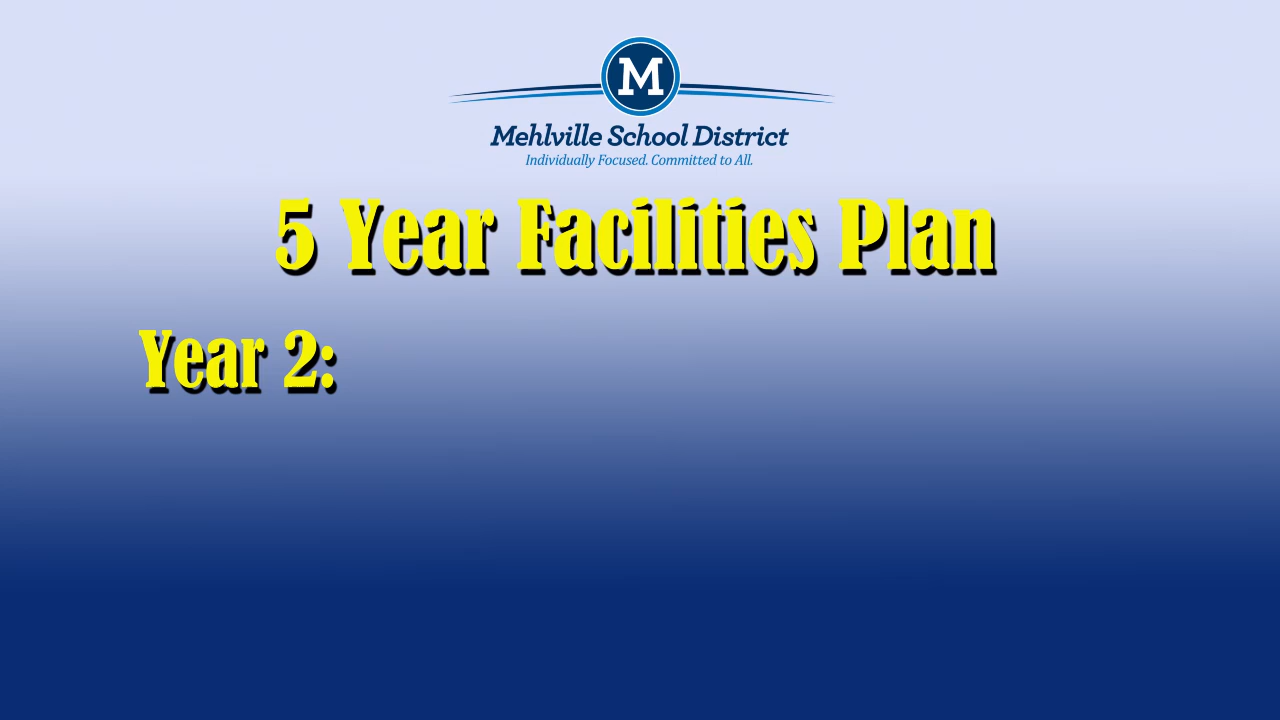 M
Mehlville School District
Individually Focused. Committed to All.
5 Year Facilities Plan
Year 2: